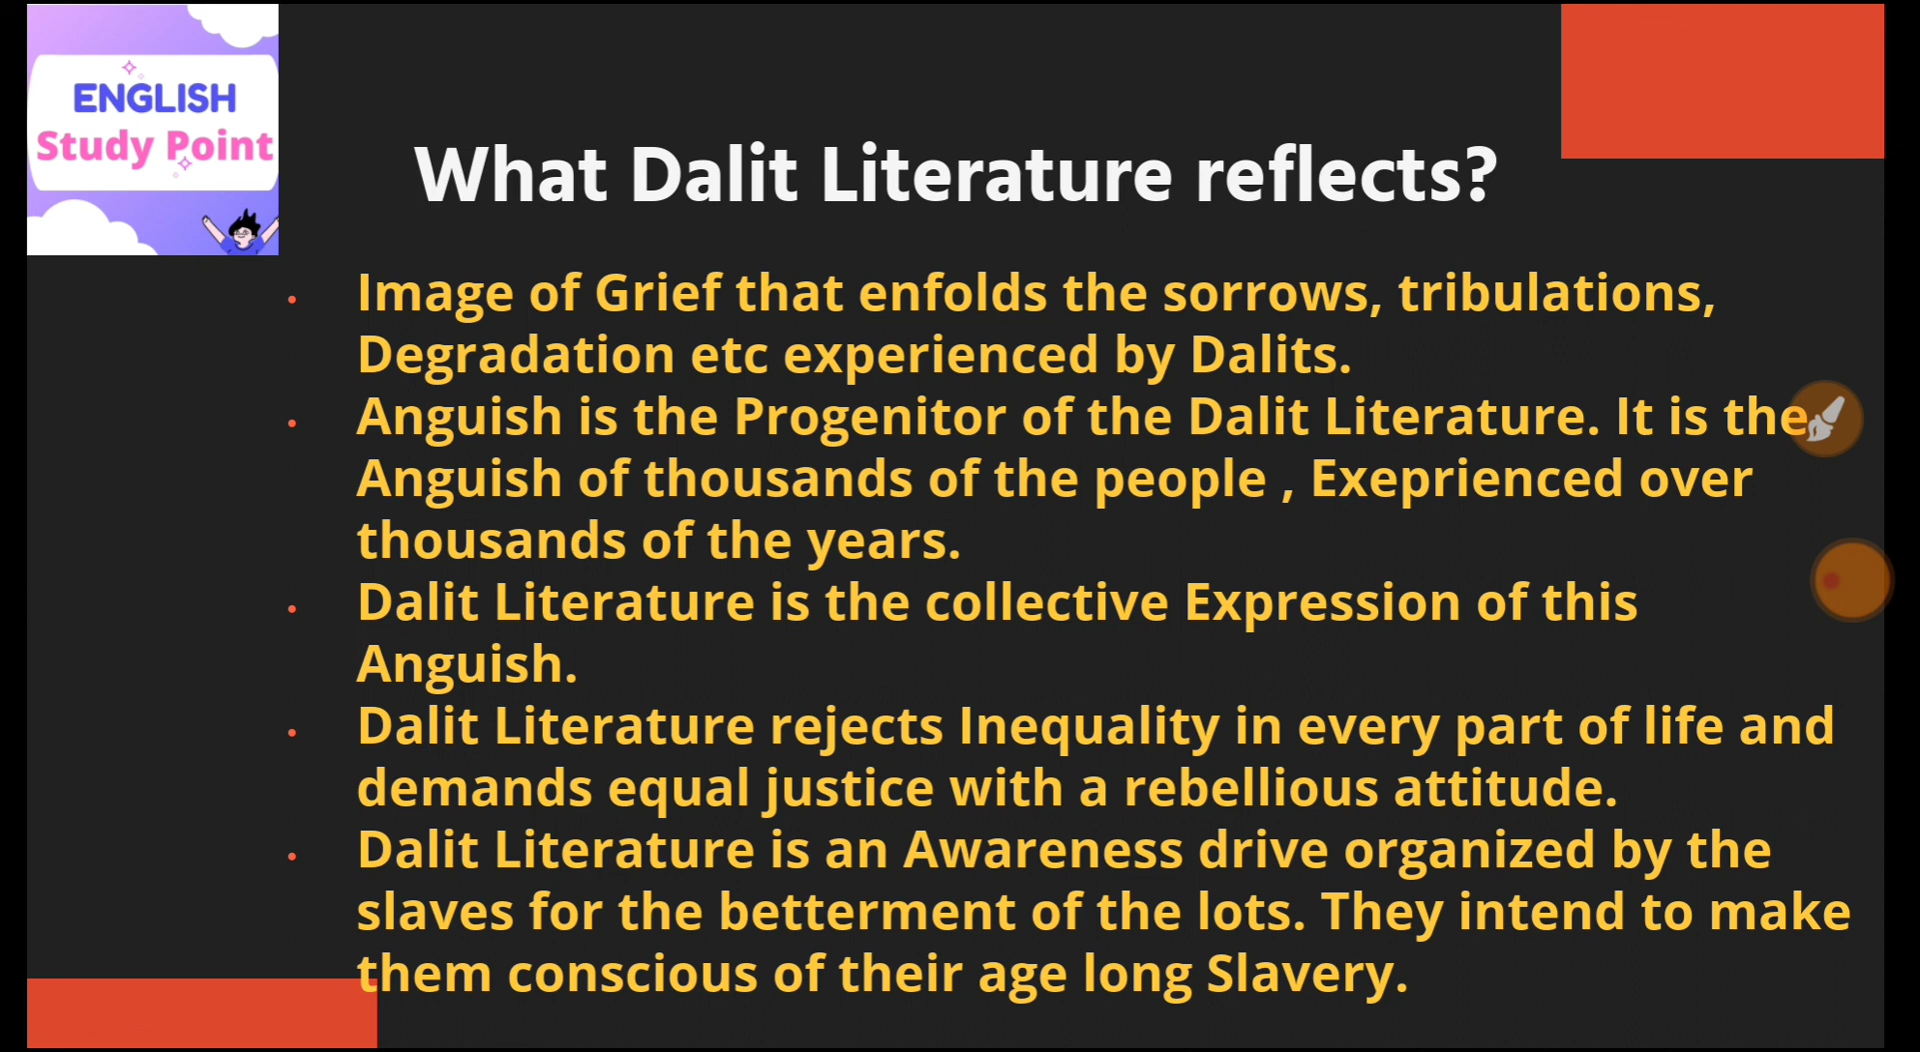 ENGLISH
Study Point
What Dalit Literature reflects?
• Image of Grief that enfolds the sorrows, tribulations,
Degradation etc experienced by Dalits.
• Anguish is the Progenitor of the Dalit Literature. It is the
Anguish of thousands of the people , Exeprienced over
thousands of the years.
• Dalit Literature is the collective Expression of this
Anguish.
• Dalit Literature rejects Inequality in every part of life and
demands equal justice with a rebellious attitude.
• Dalit Literature is an Awareness drive organized by the
slaves for the betterment of the lots. They intend to make
them conscious of their age long Slavery.